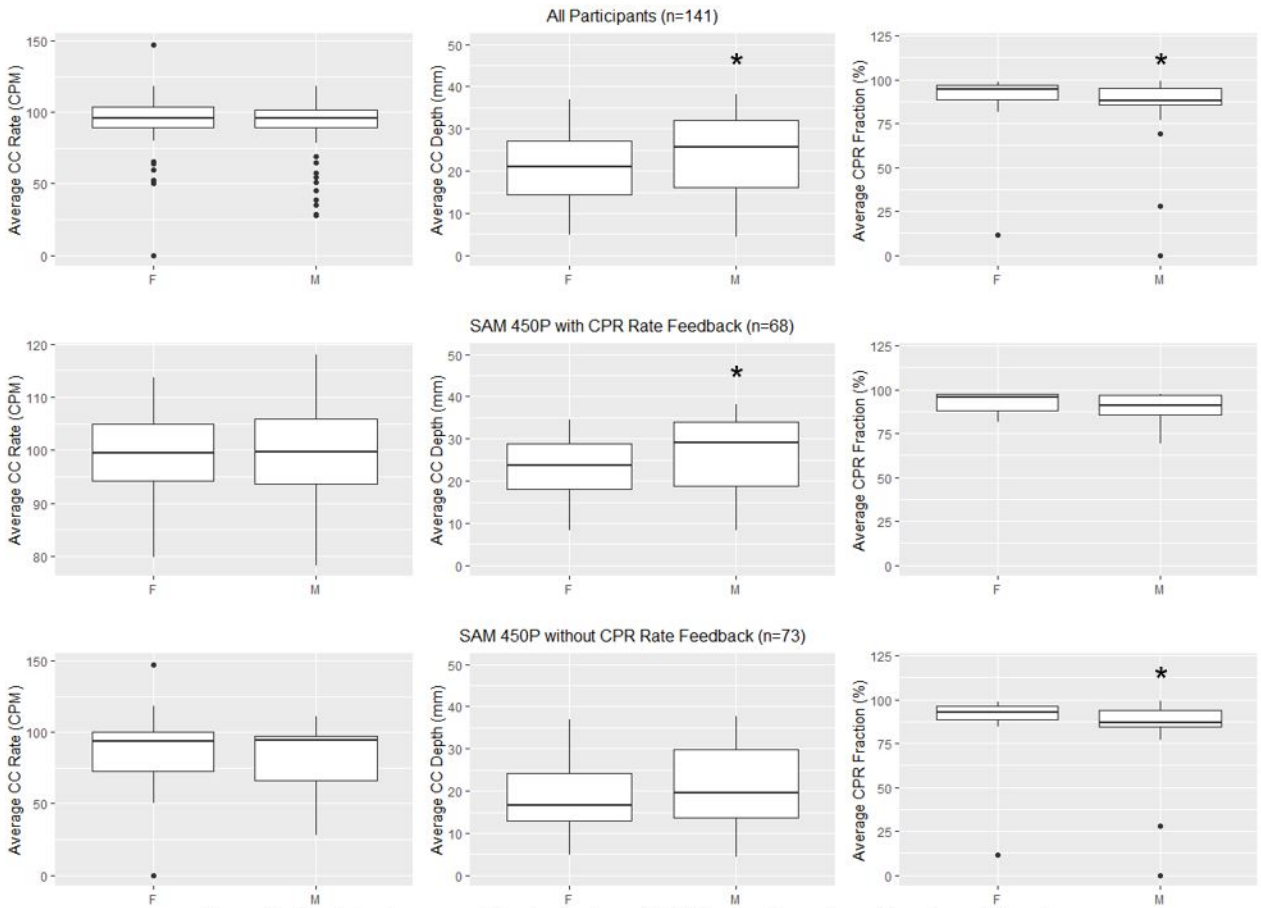 All Participants (n=141)
Average CC Rate (CPM)
150
100
50
0
F
M
Average CC Depth (mm)
50
40
30
20
10
0
*
F
M
Average CPR Fraction (%)
125
100
75
50
25
0
*
F
M
SAM 450P with CPR Rate Feedback (n=68)
Average CC Rate (CPM)
120
110
100
90
80
F
M
Average CC Depth (mm)
50
40
30
20
10
0
*
F
M
Average CPR Fraction (%)
125
100
75
50
25
0
F
M
SAM 450P without CPR Rate Feedback (n=73)
Average CC Rate (CPM)
150
100
50
0
F
M
Average CC Depth (mm)
50
40
30
20
10
0
F
M
Average CPR Fraction (%)
125
100
75
50
25
0
*
F
M